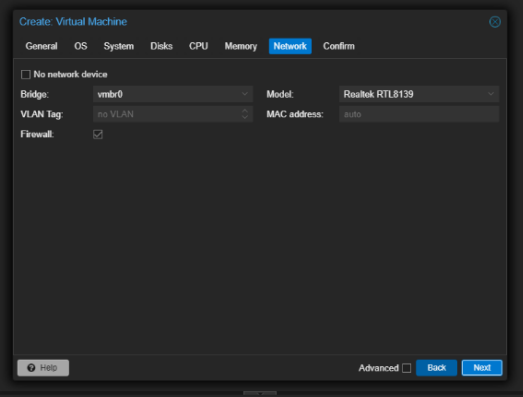 Create: Virtual Machine
General OS System Disks CPU Memory Network Confirm
No network device
Bridge: vmbr0 Model: Realtek RTL8139
VLAN Tag: no VLAN MAC address: auto
Firewall:
Help Advanced Back Next